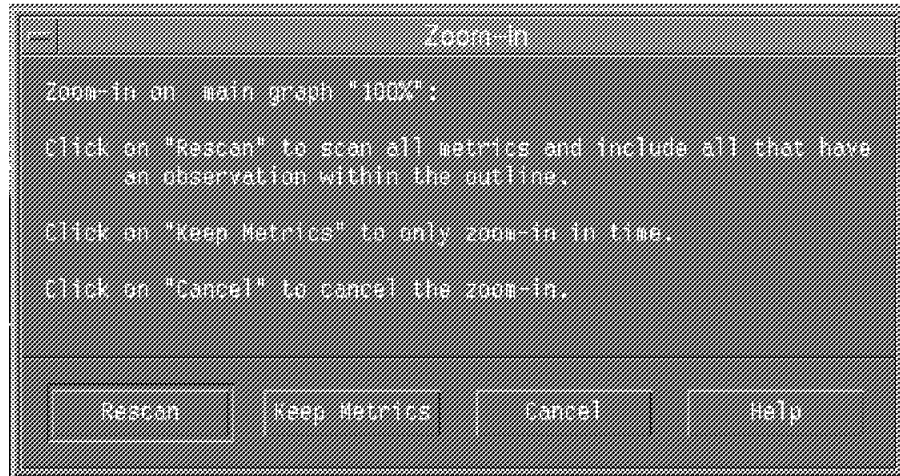 Zoom-in
Zoom-in on  main graph "100%":
Click on "Rescan" to scan all metrics and include all that have
an observation within the outline.
Click on "Keep Metrics" to only zoom-in in time.
Click on "Cancel" to cancel the zoom-in.
Rescan Keep Metrics Cancel Help